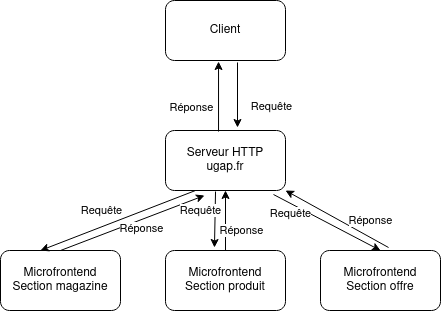 Client
Réponse
Requête
Serveur HTTP
ugap.fr
Requête
Réponse
Requête
Réponse
Requête
Réponse
Microfrontend
Section magazine
Microfrontend
Section produit
Microfrontend
Section offre